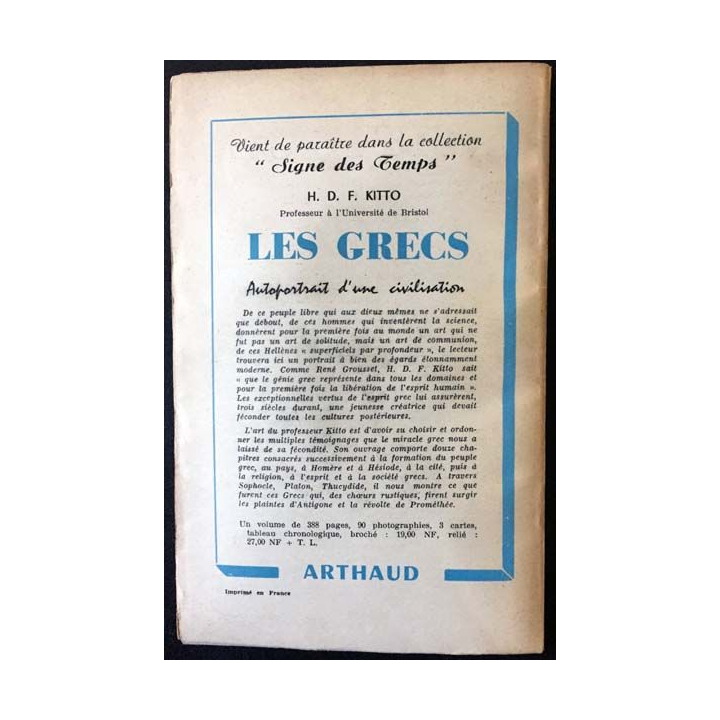 Vient de paraître dans la collection
“ Signe des Temps ”
H. D. F. KITTO
Professeur à l'Université de Bristol
LES GRECS
Autoportrait d'une civilisation
De ce peuple libre qui aux dieux mêmes ne s'adressait
que debout, de ces hommes qui inventèrent la science,
donnèrent pour la première fois au monde un art qui ne
fut pas un art de solitude, mais un art de communion,
de ces Hellènes « superficiels par profondeur », le lecteur
trouvera ici un portrait à bien des égards étonnamment
moderne. Comme René Grousset, H. D. F. Kitto sait
« que le génie grec représente dans tous les domaines et
pour la première fois la libération de l'esprit humain ».
Les exceptionnelles vertus de l'esprit grec lui assurèrent,
trois siècles durant, une jeunesse créatrice qui devait
féconder toutes les cultures postérieures.
L'art du professeur Kitto est d'avoir su choisir et ordon-
ner les multiples témoignages que le miracle grec nous a
laissé de sa fécondité. Son ouvrage comporte douze cha-
pitres consacrés successivement à la formation du peuple
grec, au pays, à Homère et à Hésiode, à la cité, puis à
la religion, à l'esprit et à la société grecs. A travers
Sophocle, Platon, Thucydide, il nous montre ce que
furent ces Grecs qui, des chœurs rustiques, firent surgir
les plaintes d'Antigone et la révolte de Prométhée.
Un volume de 388 pages, 90 photographies, 3 cartes,
tableau chronologique, broché : 19,00 NF, relié :
27,00 NF + T. L.
ARTHAUD
Imprimé en France